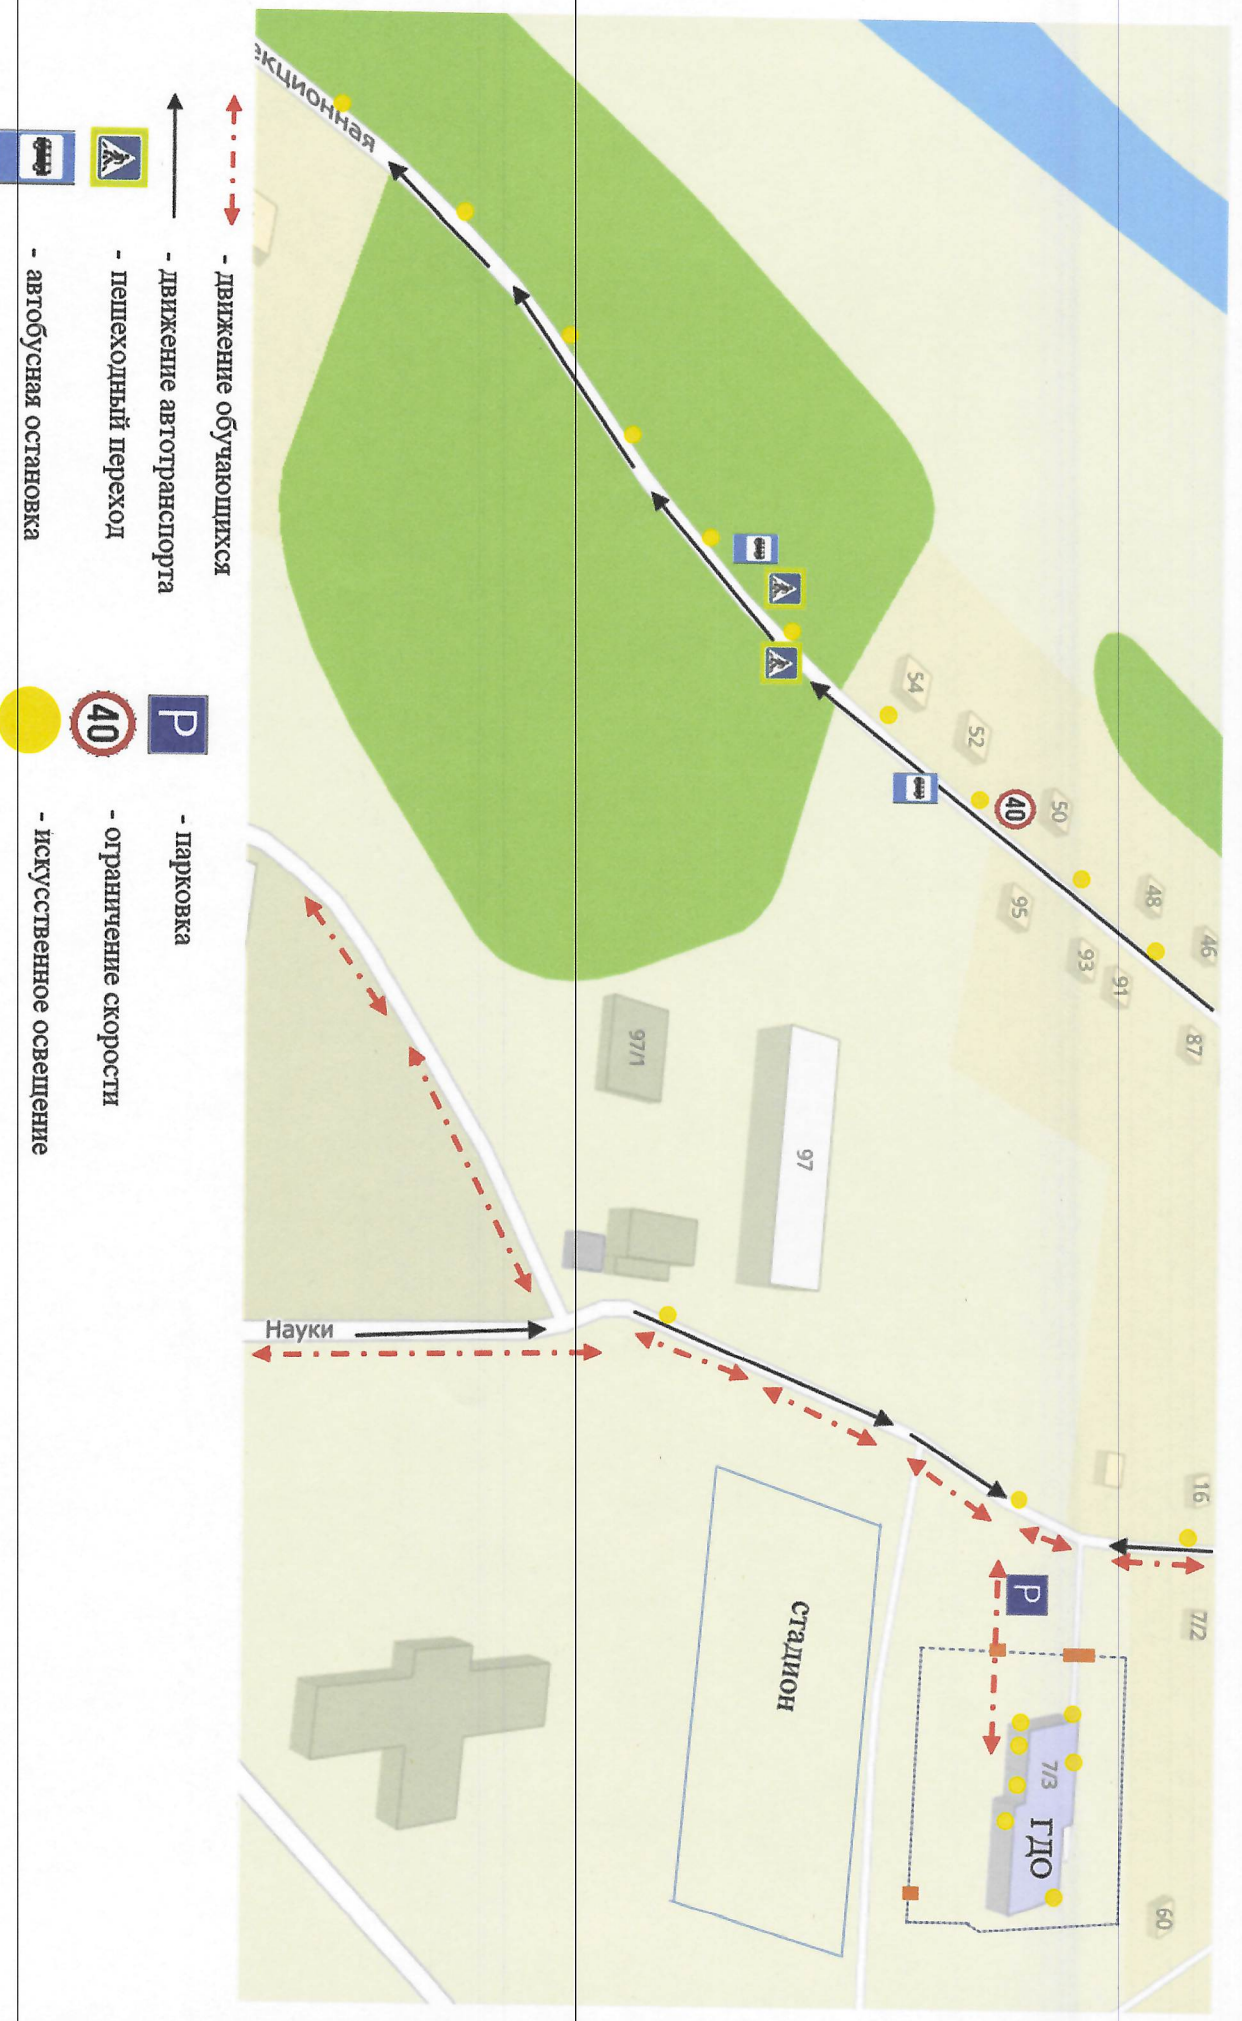 46
48
50
52
54
40
87
91
93
95
екционная
97
97/1
16
7/2
60
7/3
ГДО
P
стадион
Науки
- движение обучающихся
- движение автотранспорта
- пешеходный переход
- автобусная остановка
P
- парковка
40
- ограничение скорости
- искусственное освещение